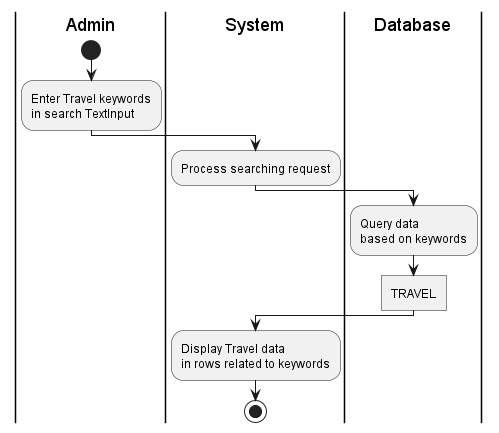 Admin
System
Database
Enter Travel keywords
in search TextInput
Process searching request
Query data
based on keywords
TRAVEL
Display Travel data
in rows related to keywords